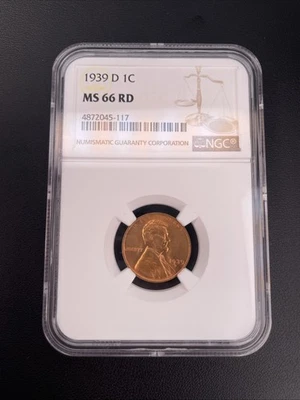 1939 D 1C
MS 66 RD
4872045-117
NUMISMATIC GUARANTY CORPORATION
NGC®